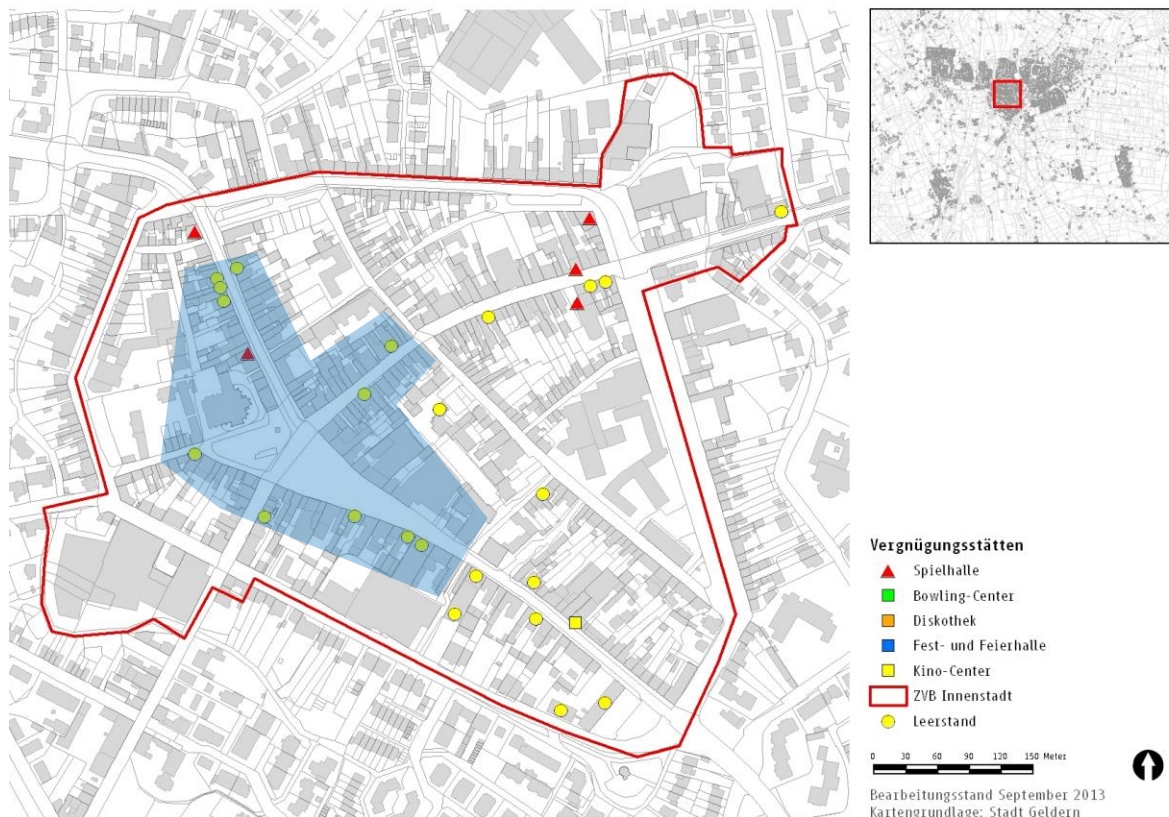 Vergnügungsstätten
Spielhalle
Bowling-Center
Diskothek
Fest- und Feierhalle
Kino-Center
ZVB Innenstadt
Leerstand
0 30 60 90 120 150 Meter
Bearbeitungsstand September 2013
Kartengrundlage: Stadt Geldern